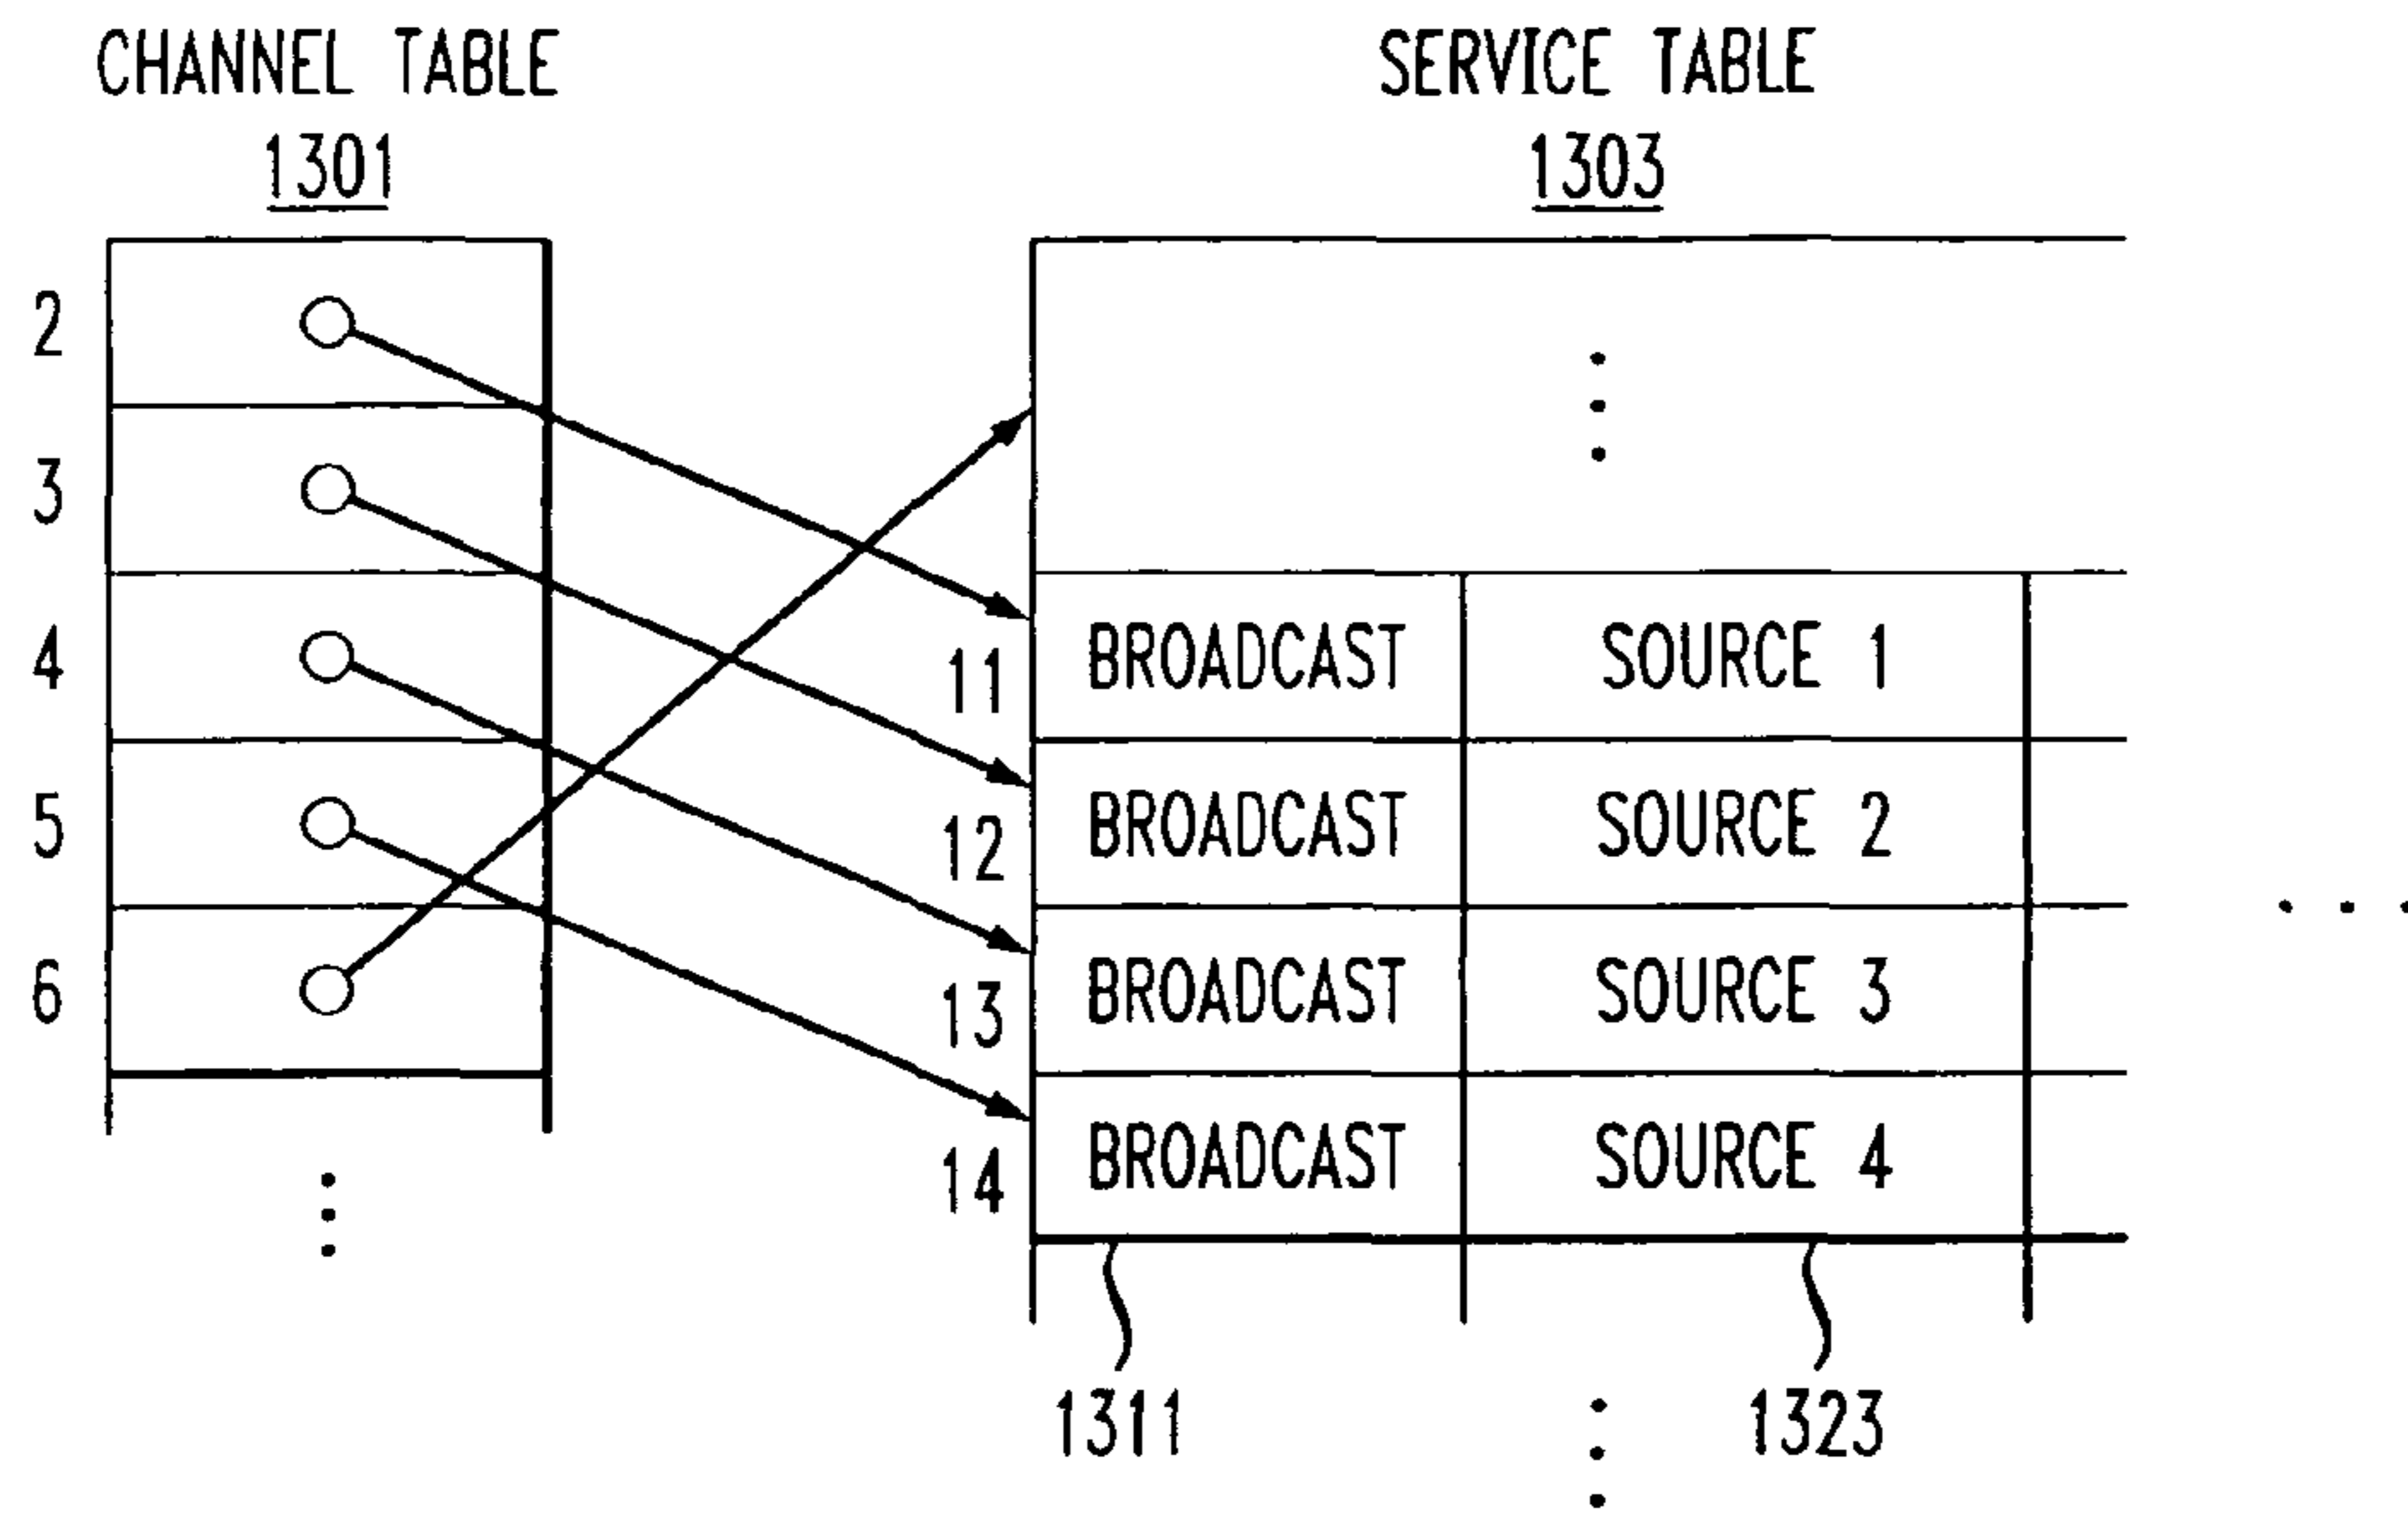 CHANNEL TABLE
1301
SERVICE TABLE
1303
2
3
4
5
6
11 BROADCAST SOURCE 1
12 BROADCAST SOURCE 2
13 BROADCAST SOURCE 3
14 BROADCAST SOURCE 4
1311
1323